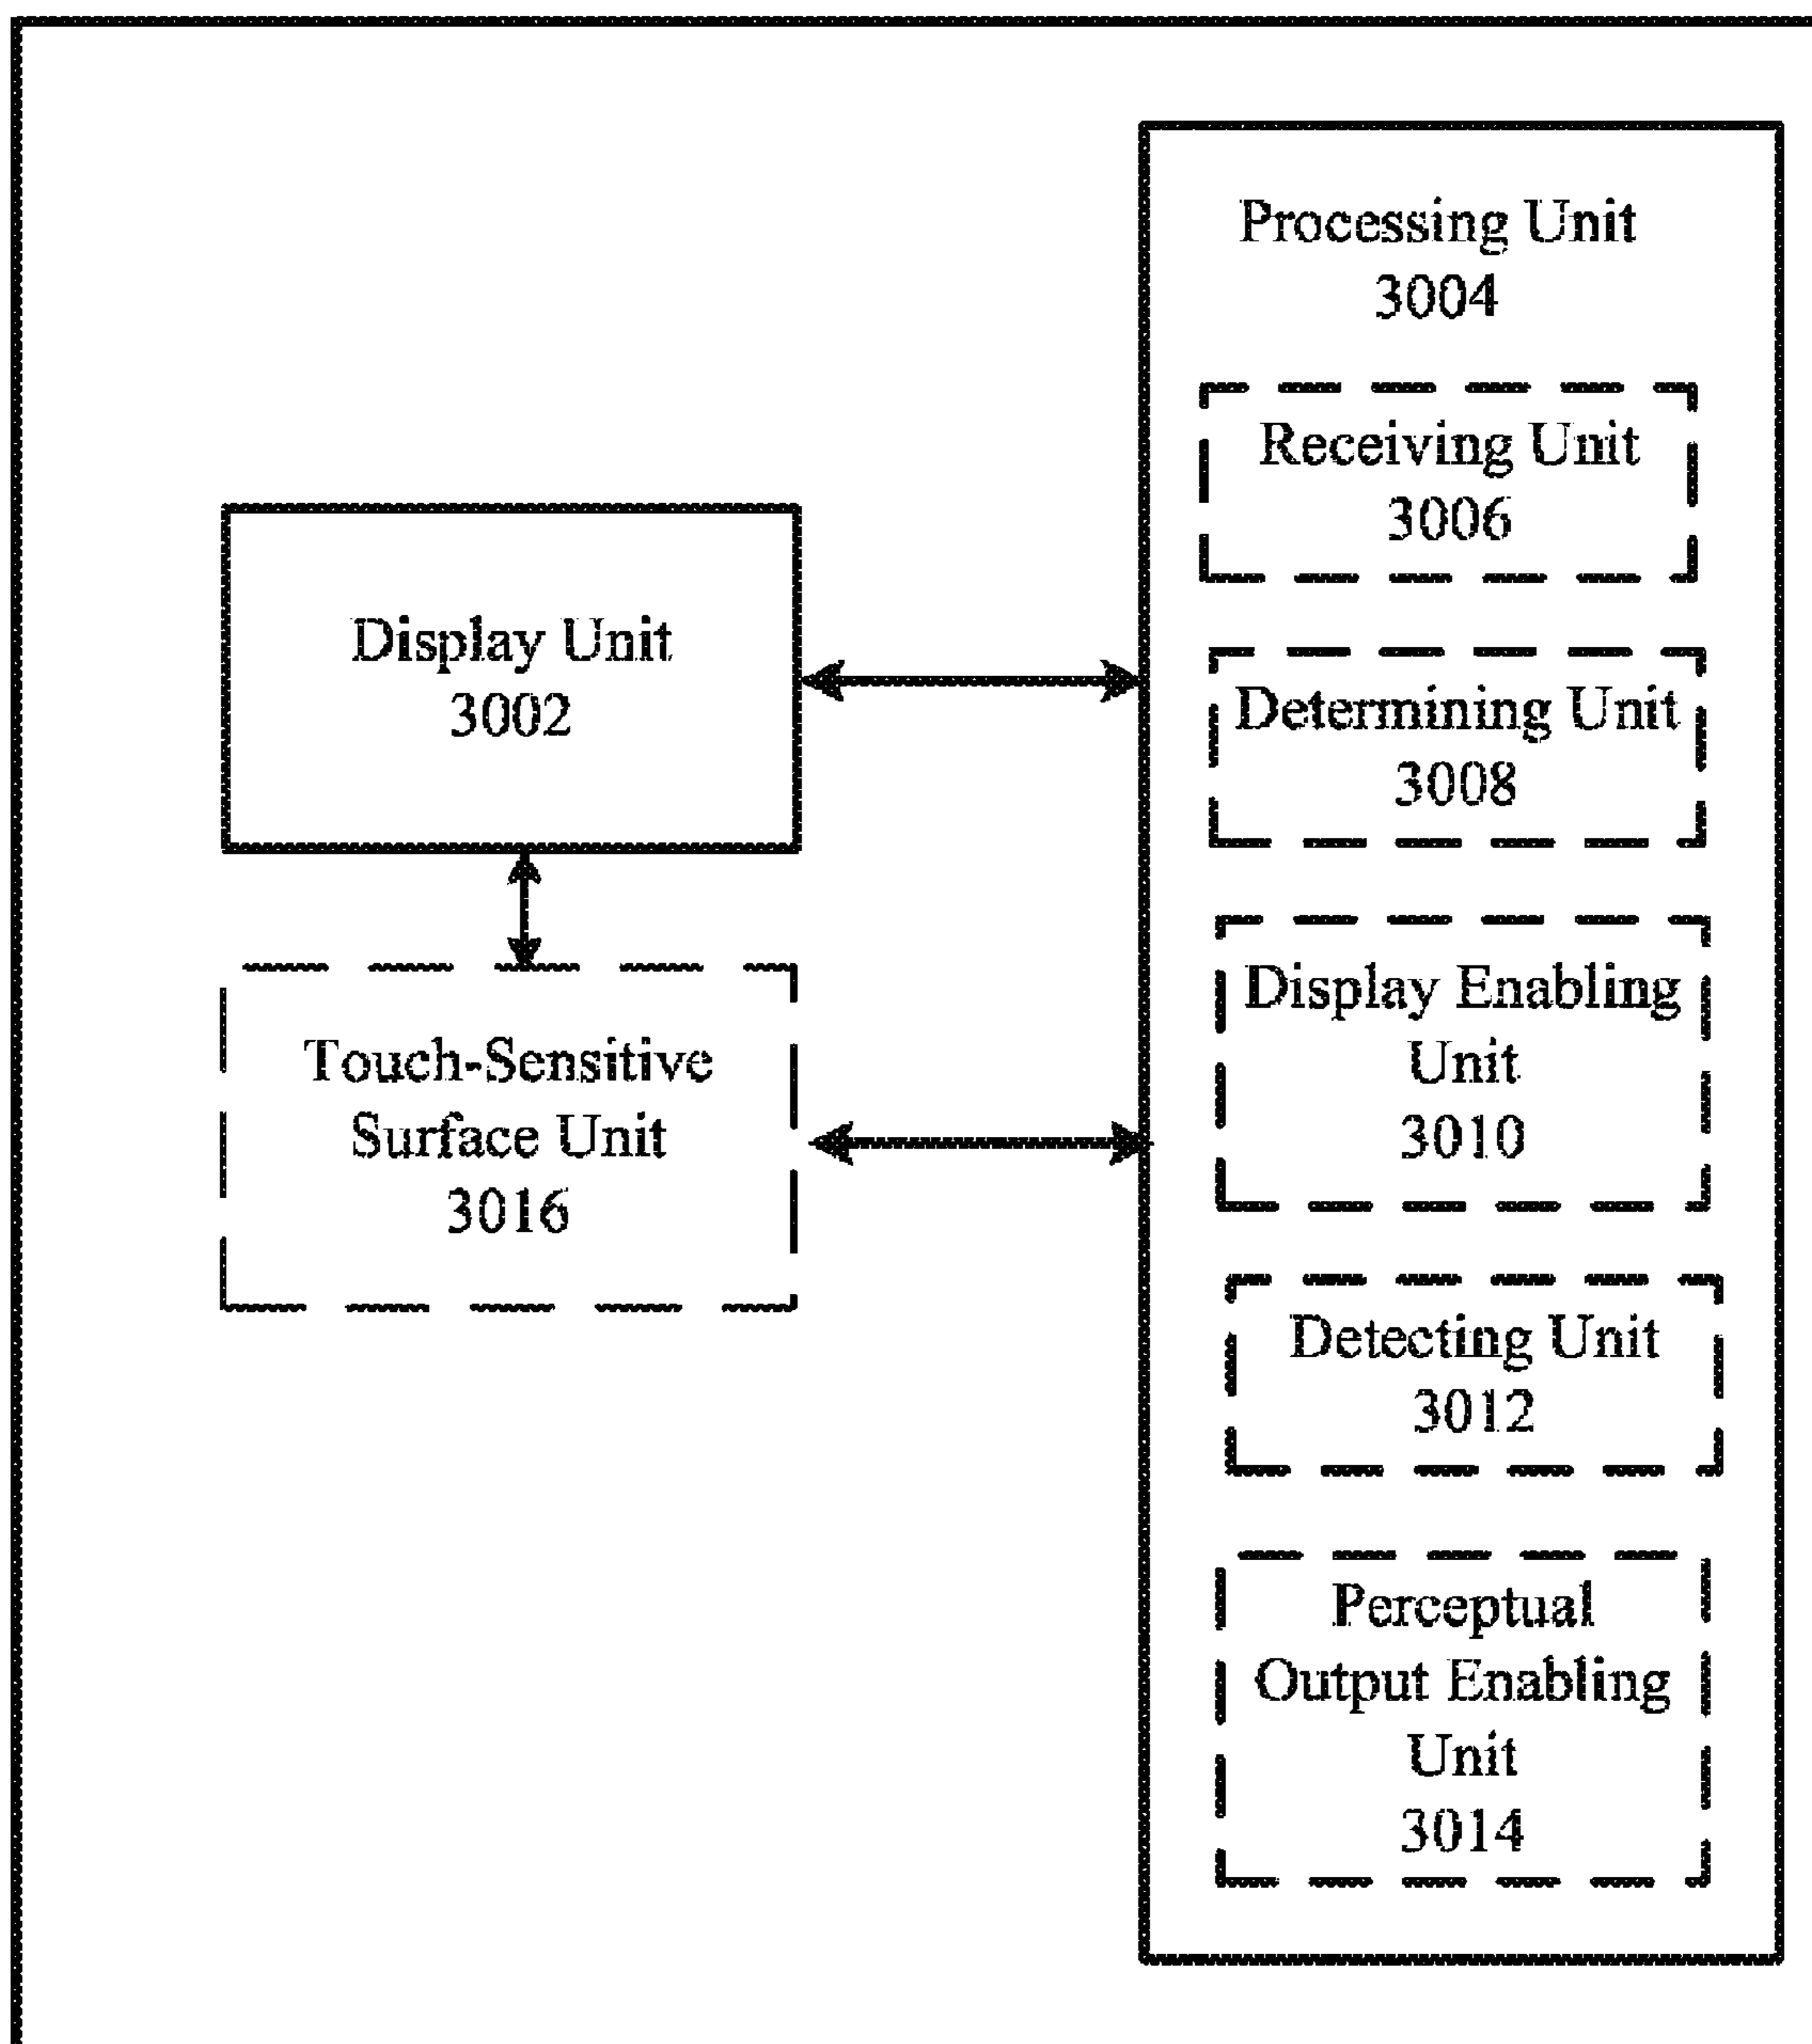 Processing Unit
3004
Receiving Unit
3006
Display Unit
3002
Determining Unit
3008
Display Enabling
Unit
3010
Touch-Sensitive
Surface Unit
3016
Detecting Unit
3012
Perceptual
Output Enabling
Unit
3014